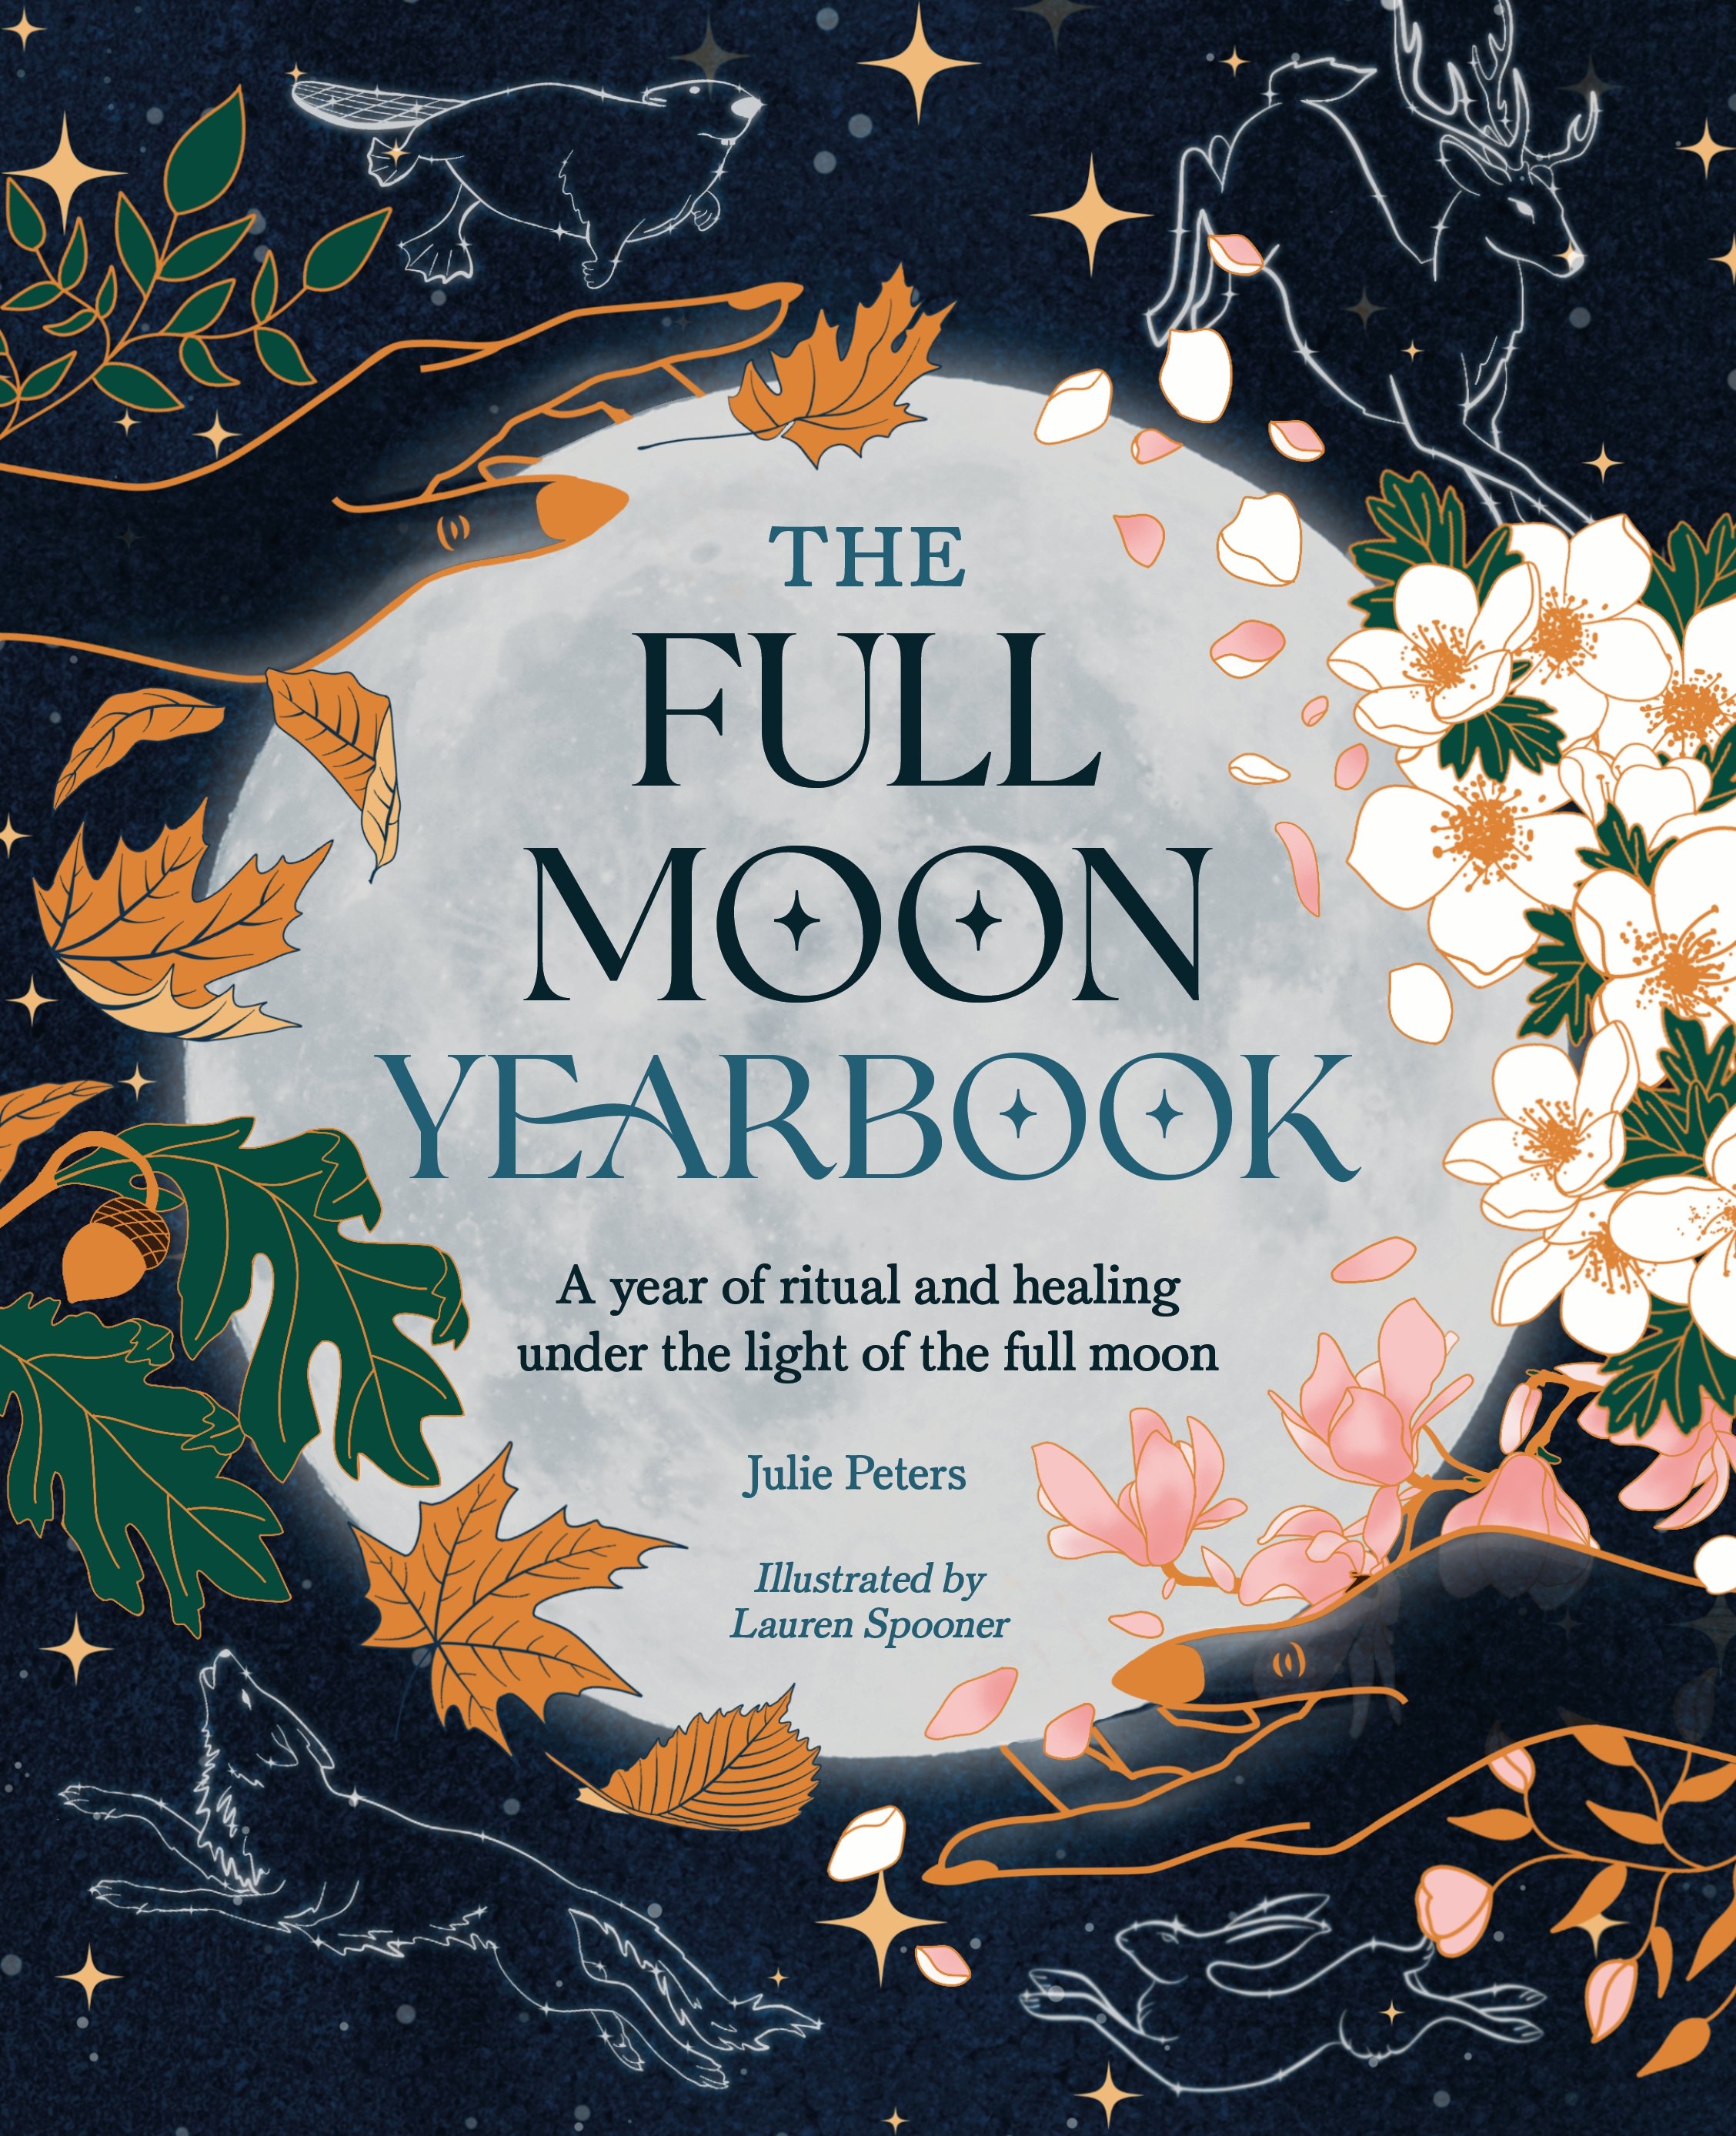 THE
FULL
MOON
YEARBOOK
A year of ritual and healing
under the light of the full moon
Julie Peters
Illustrated by
Lauren Spooner